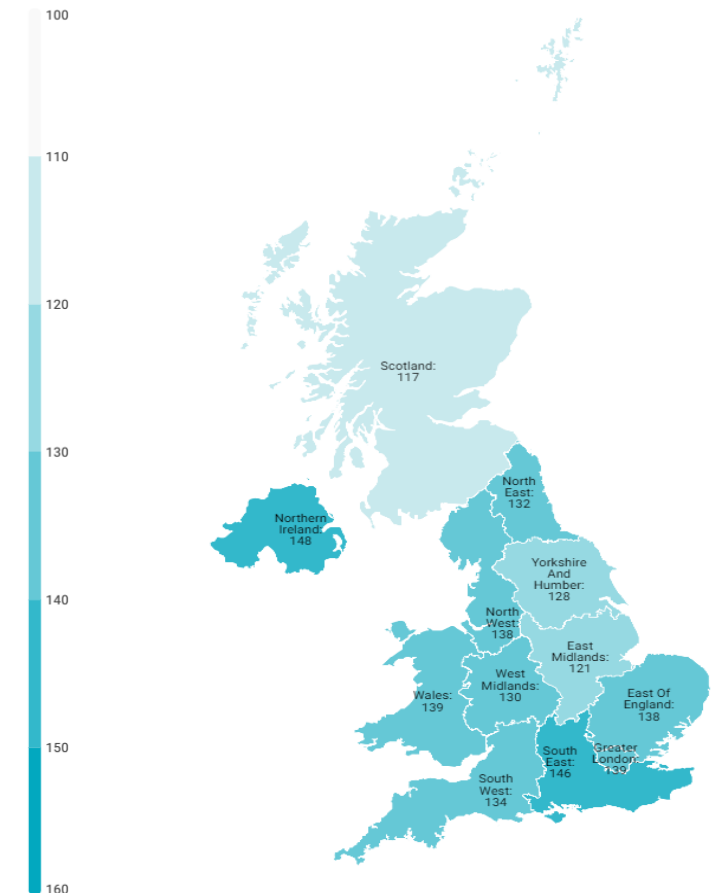 100
110
120
130
140
150
160
Scotland:
117
North
East:
132
Northern
Ireland:
148
Yorkshire
And
Humber:
128
North
West:
138
East
Midlands:
121
West
Midlands:
130
Wales:
139
East Of
England:
138
Greater
London:
139
South
East:
146
South
West:
134